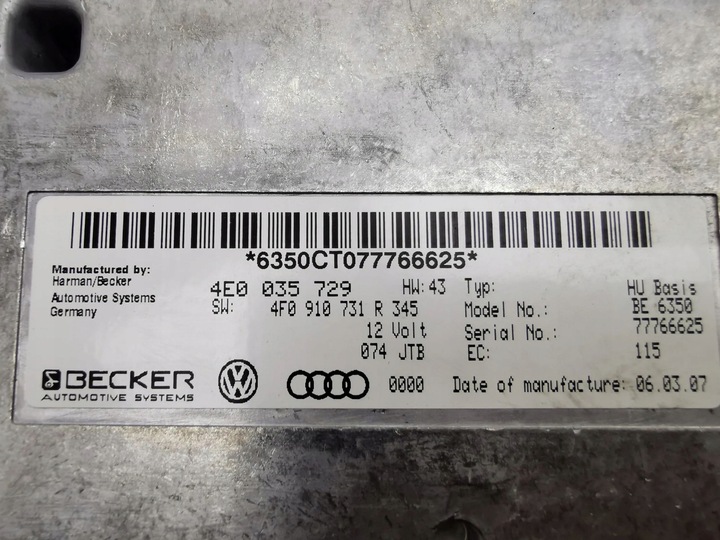 *6350CT077766625*
Manufactured by:
Harman/Becker
Automotive Systems
Germany
4E0 035 729 HW:43 Typ: HU Basis
SW: 4F0 910 731 R 345 Model No.: BE 6350
12 Volt Serial No.: 77766625
074 JTB EC: 115
BECKER
AUTOMOTIVE SYSTEMS
VW
0000 Date of manufacture: 06.03.07